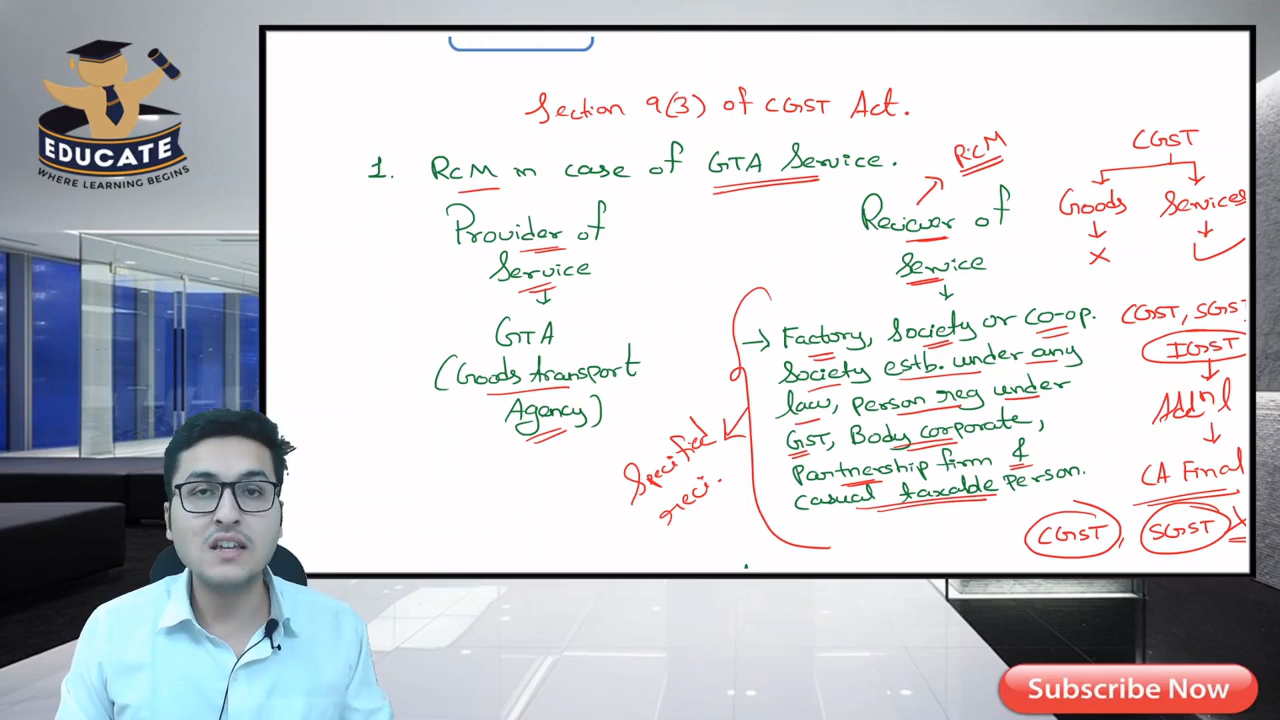 EDUCATE
WHERE LEARNING BEGINS
Section 9(3) of CGST Act.
1. RCM in case of GTA Service.
Provider of
Service
GTA
(Goods transport
Agency)
RCM
Reciever of
Service
→ Factory, Society or CO-OP.
Society estb. under any
law, person reg under
GST, Body corporate,
Partnership firm &
casual taxable Person.
Specified
reci.
CGST
Goods
Services
CGST, SGST
IGST
Addnl
CA Final
CGST, SGST
Subscribe Now